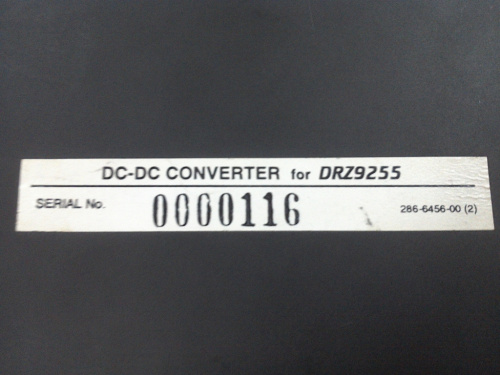 DC-DC CONVERTER for DRZ9255
SERIAL No. 0000116 286-6456-00 (2)